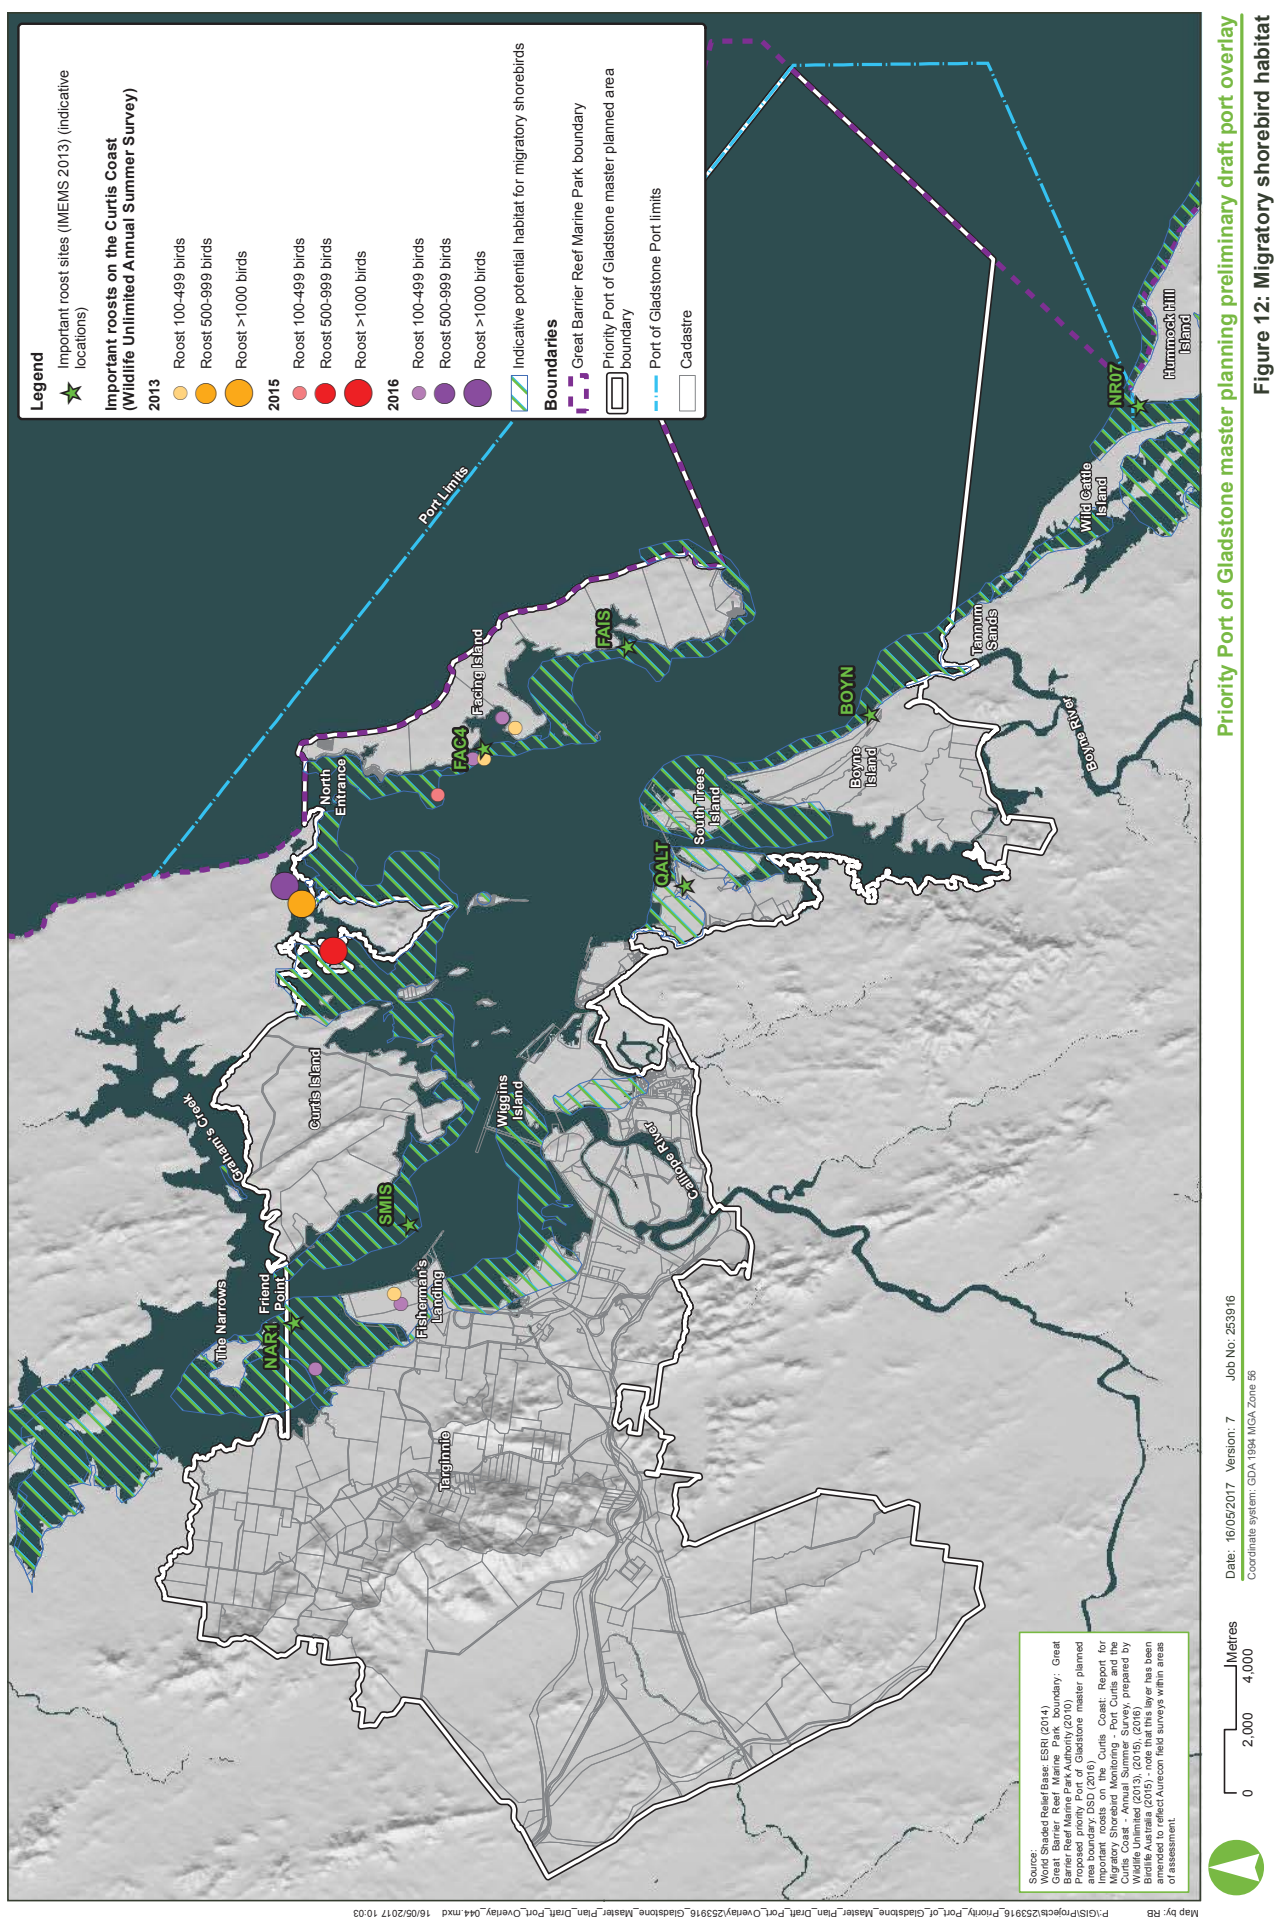 Legend
Important roost sites (IMEMS 2013) (indicative
locations)
Important roosts on the Curtis Coast
(Wildlife Unlimited Annual Summer Survey)
2013
Roost 100-499 birds
Roost 500-999 birds
Roost >1000 birds
2015
Roost 100-499 birds
Roost 500-999 birds
Roost >1000 birds
2016
Roost 100-499 birds
Roost 500-999 birds
Roost >1000 birds
Indicative potential habitat for migratory shorebirds
Boundaries
Great Barrier Reef Marine Park boundary
Priority Port of Gladstone master planned area
boundary
Port of Gladstone Port limits
Cadastre
Port Limits
The Narrows
Graham's Creek
Friend
Point
NAR1
Curtis Island
SMIS
Fisherman's
Landing
Targinnie
Wiggins
Island
Calliope River
North
Entrance
Facing Island
FAC4
FAIS
QALT
South Trees
Island
BOYN
Boyne
Island
Tannum
Sands
Boyne River
Wild Cattle
Island
NR07
Hummock Hill
Island
Source:
World Shaded Relief Base: ESRI (2014)
Great Barrier Reef Marine Park boundary: Great
Barrier Reef Marine Park Authority (2010)
Proposed priority Port of Gladstone master planned
area boundary: DSD (2016)
Important roosts on the Curtis Coast: Report for
Migratory Shorebird Monitoring - Port Curtis and the
Curtis Coast - Annual Summer Survey, prepared by
Wildlife Unlimited (2013), (2015), (2016)
Birdlife Australia (2015) - note that this layer has been
amended to reflect Aurecon field surveys within areas
of assessment.
0 2,000 4,000
Metres
Date: 16/05/2017 Version: 7 Job No: 253916
Coordinate system: GDA 1994 MGA Zone 56
Priority Port of Gladstone master planning preliminary draft port overlay
Figure 12: Migratory shorebird habitat
Map by: RB
P:\GIS\Projects\253916_Priority_Port_of_Gladstone_Master_Plan_Draft_Port_Overlay\253916_Gladstone_Master_Plan_Draft_Port_Overlay_044.mxd 16/05/2017 10:03